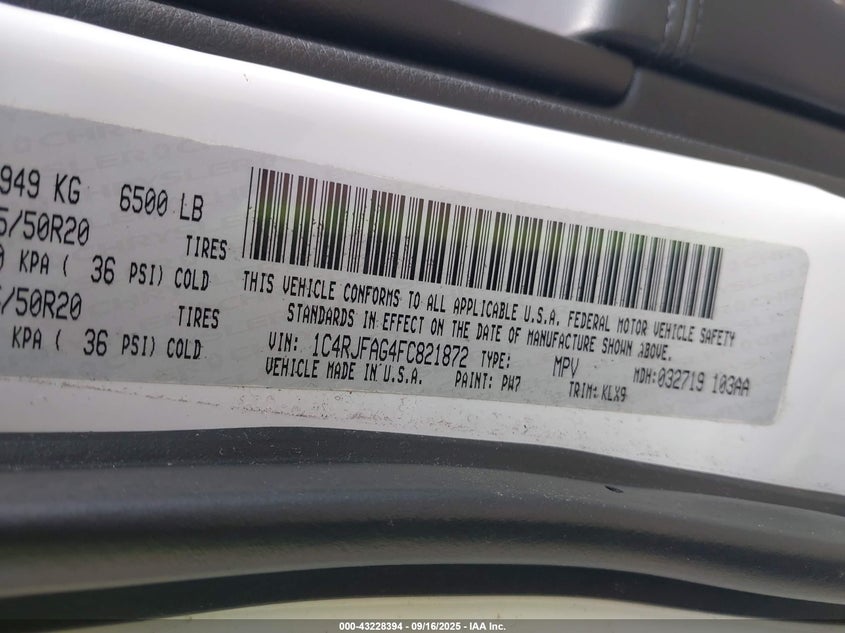 949 KG 6500 LB
5/50R20 TIRES
KPA ( 36 PSI) COLD
/50R20 TIRES
KPA ( 36 PSI) COLD
THIS VEHICLE CONFORMS TO ALL APPLICABLE U.S.A. FEDERAL MOTOR VEHICLE SAFETY
STANDARDS IN EFFECT ON THE DATE OF MANUFACTURE SHOWN ABOVE.
VIN: 1C4RJFAG4FC821872 TYPE: MPV MDH:032719 103AA
VEHICLE MADE IN U.S.A. PAINT: PW7 TRIM: KLX9
000-43228394 - 09/16/2025 - IAA Inc.